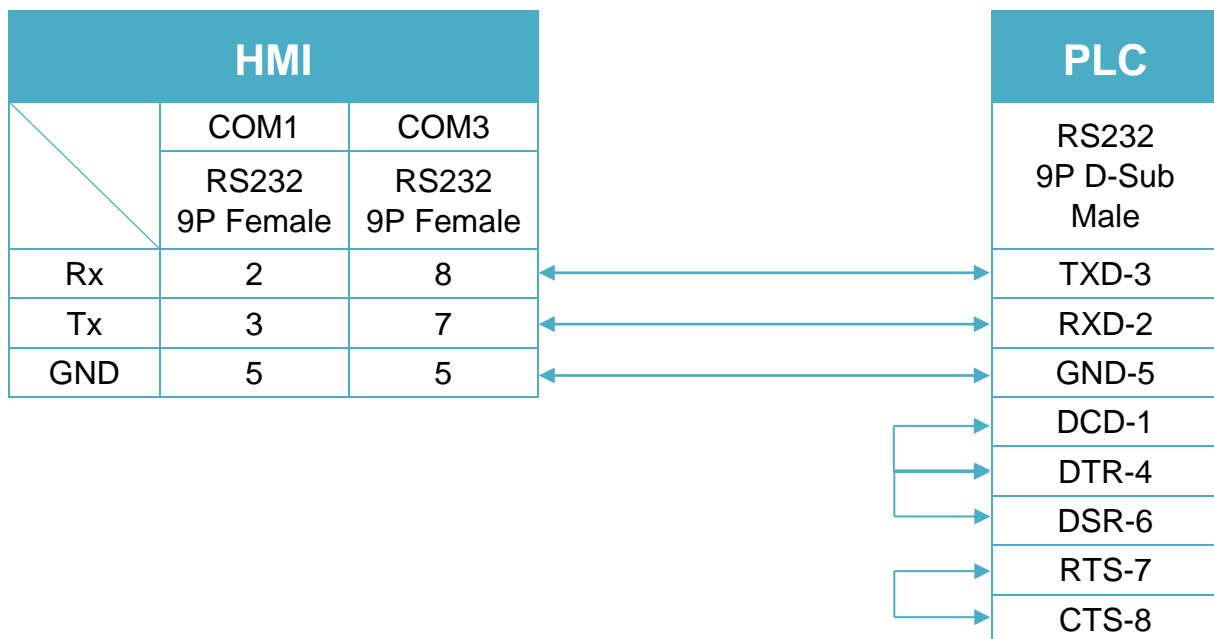 HMI
PLC
COM1 COM3
RS232
9P Female
RS232
9P Female
RS232
9P D-Sub
Male
Rx 2 8 TXD-3
Tx 3 7 RXD-2
GND 5 5 GND-5
DCD-1
DTR-4
DSR-6
RTS-7
CTS-8